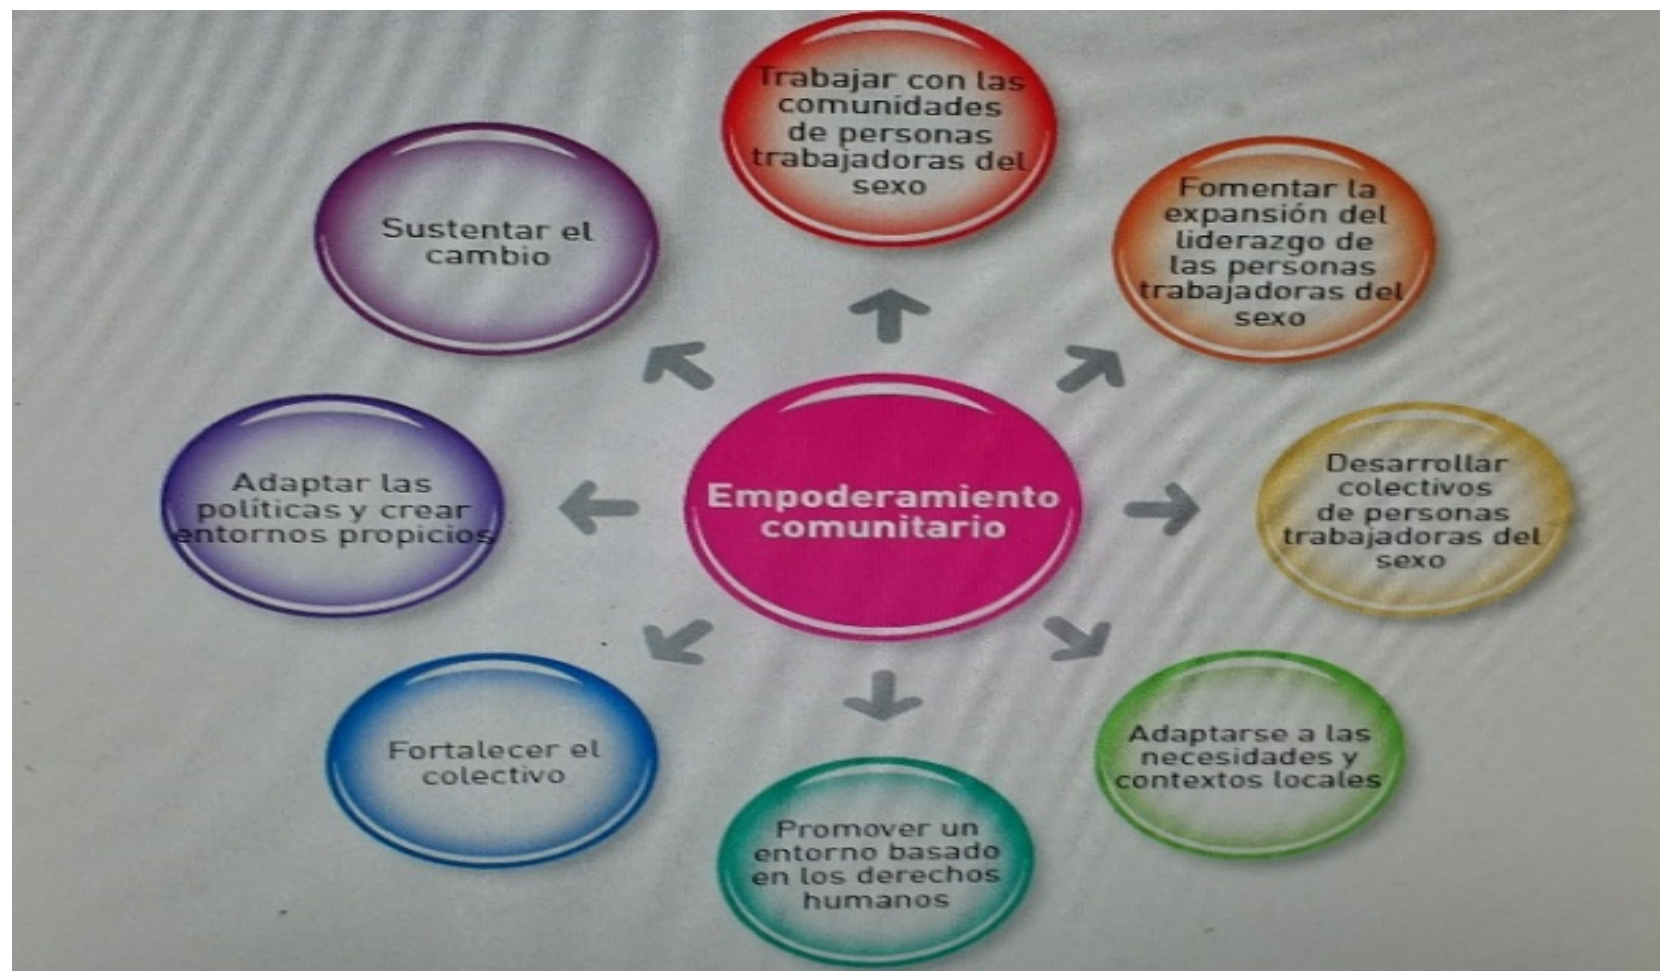 Trabajar con las
comunidades
de personas
trabajadoras del
sexo
Fomentar la
expansión del
liderazgo de
las personas
trabajadoras del
sexo
Desarrollar
colectivos
de personas
trabajadoras del
sexo
Adaptarse a las
necesidades y
contextos locales
Promover un
entorno basado
en los derechos
humanos
Fortalecer el
colectivo
Adaptar las
políticas y crear
entornos propicios
Sustentar el
cambio
Empoderamiento
comunitario